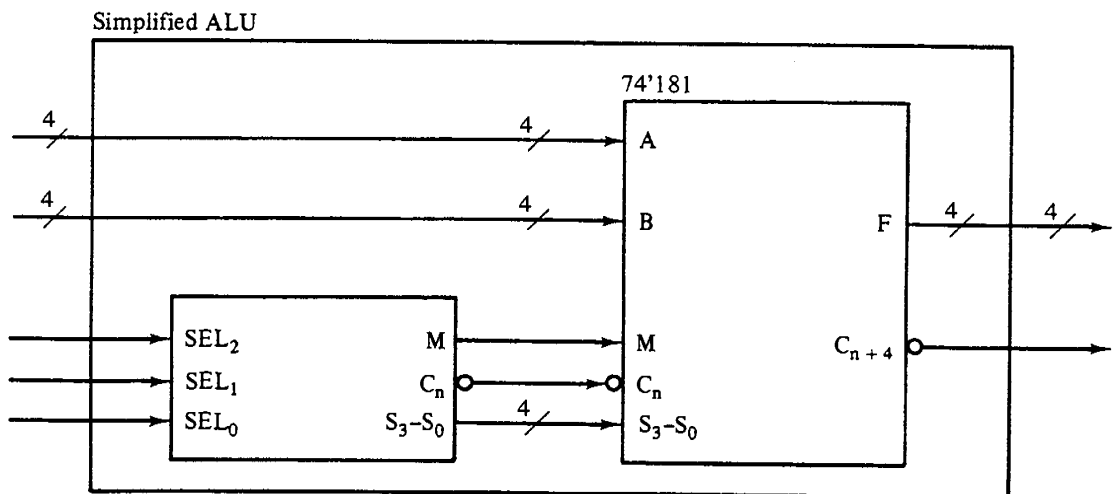 Simplified ALU
74'181
4
4
A
4
4
B
F
4
4
SEL₂
M
M
Cₙ₊₄
SEL₁
Cₙ
Cₙ
SEL₀
S₃–S₀
4
S₃–S₀